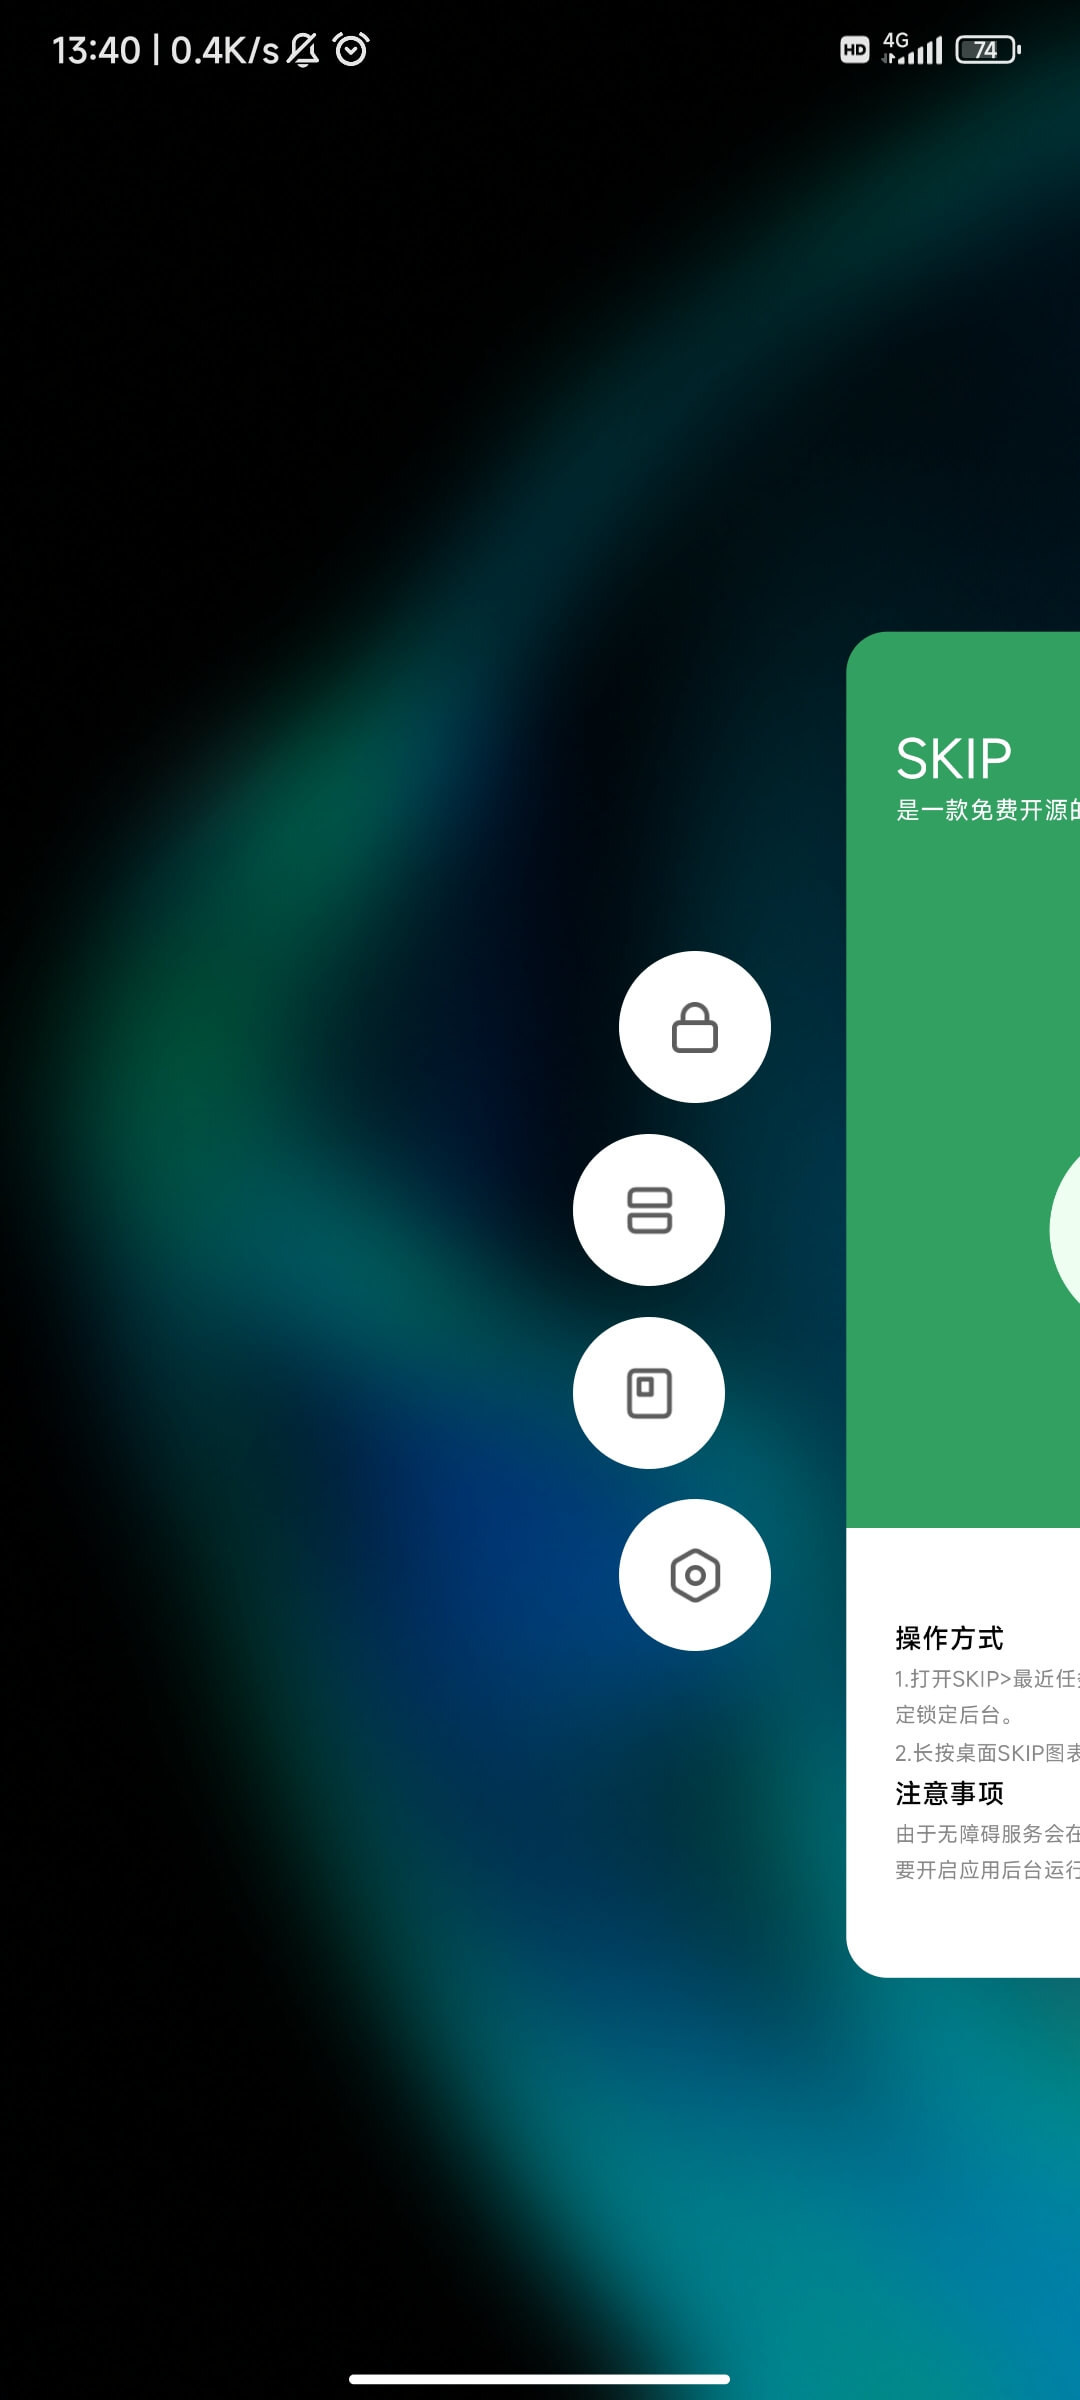 13:40 | 0.4K/s
HD 4G 74
SKIP
是一款免费开源的
操作方式
1.打开SKIP>最近任务
定锁定后台。
2.长按桌面SKIP图表
注意事项
由于无障碍服务会在
要开启应用后台运行